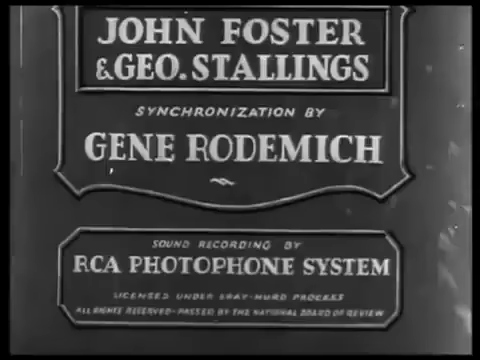 JOHN FOSTER
& GEO. STALLINGS
SYNCHRONIZATION BY
GENE RODEMICH
SOUND RECORDING BY
RCA PHOTOPHONE SYSTEM
LICENSED UNDER BRAY-HURD PROCESS
ALL RIGHTS RESERVED-PASSED BY THE NATIONAL BOARD OF REVIEW